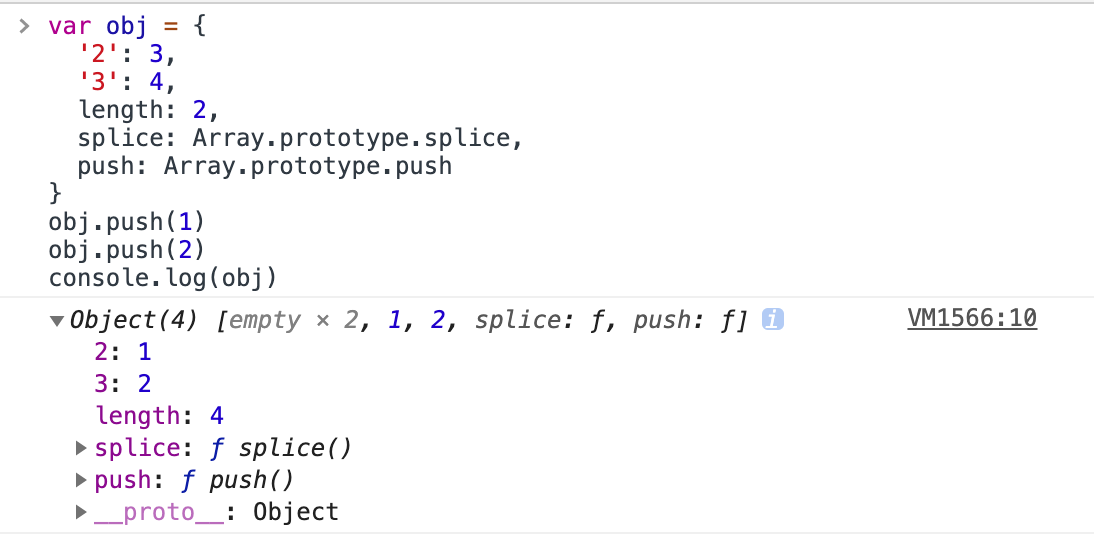 > var obj = {
'2': 3,
'3': 4,
length: 2,
splice: Array.prototype.splice,
push: Array.prototype.push
}
obj.push(1)
obj.push(2)
console.log(obj)
▼Object(4) [empty × 2, 1, 2, splice: ƒ, push: ƒ] i VM1566:10
2: 1
3: 2
length: 4
▶splice: ƒ splice()
▶push: ƒ push()
▶__proto__: Object